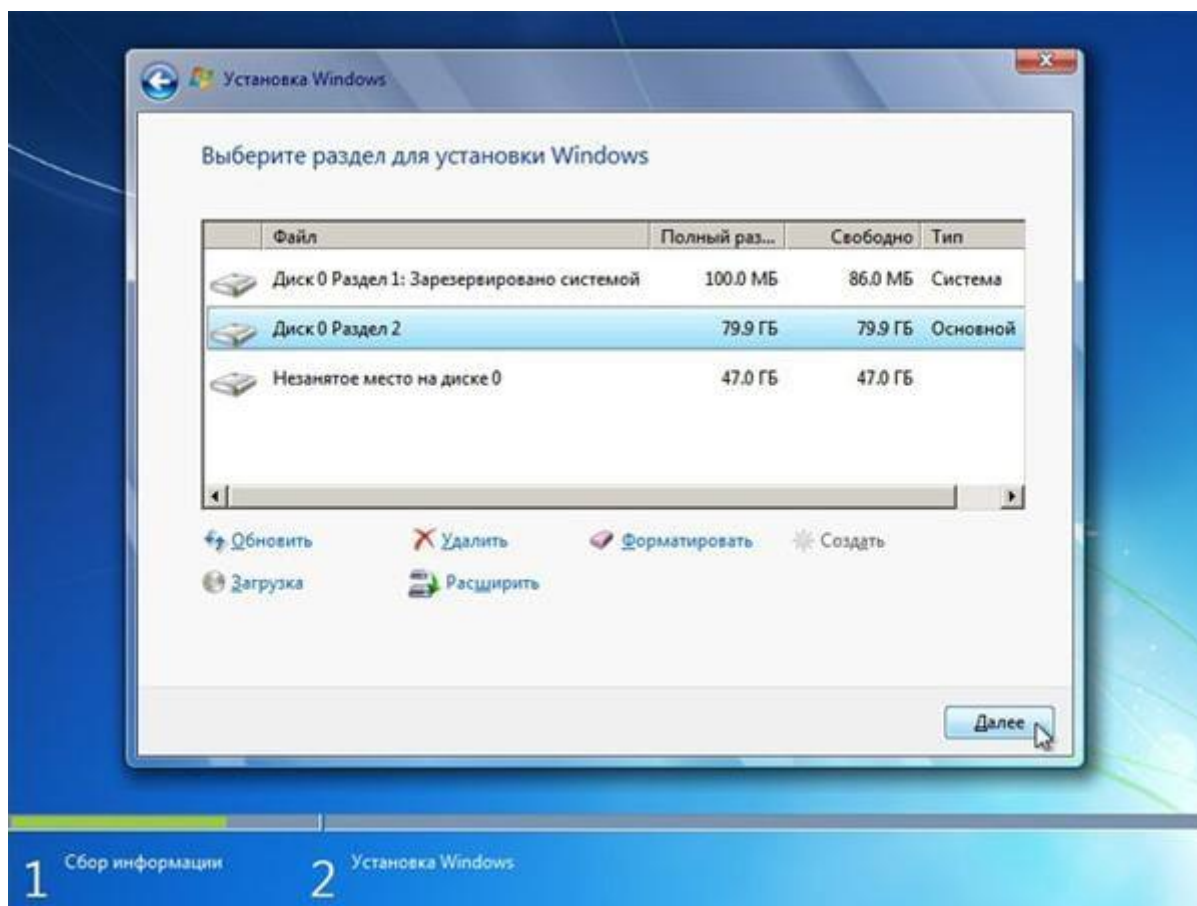 Установка Windows
Выберите раздел для установки Windows
Файл Полный раз... Свободно Тип
Диск 0 Раздел 1: Зарезервировано системой 100.0 МБ 86.0 МБ Система
Диск 0 Раздел 2 79.9 ГБ 79.9 ГБ Основной
Незанятое место на диске 0 47.0 ГБ 47.0 ГБ
Обновить Удалить Форматировать Создать
Загрузка Расширить
Далее
1 Сбор информации 2 Установка Windows